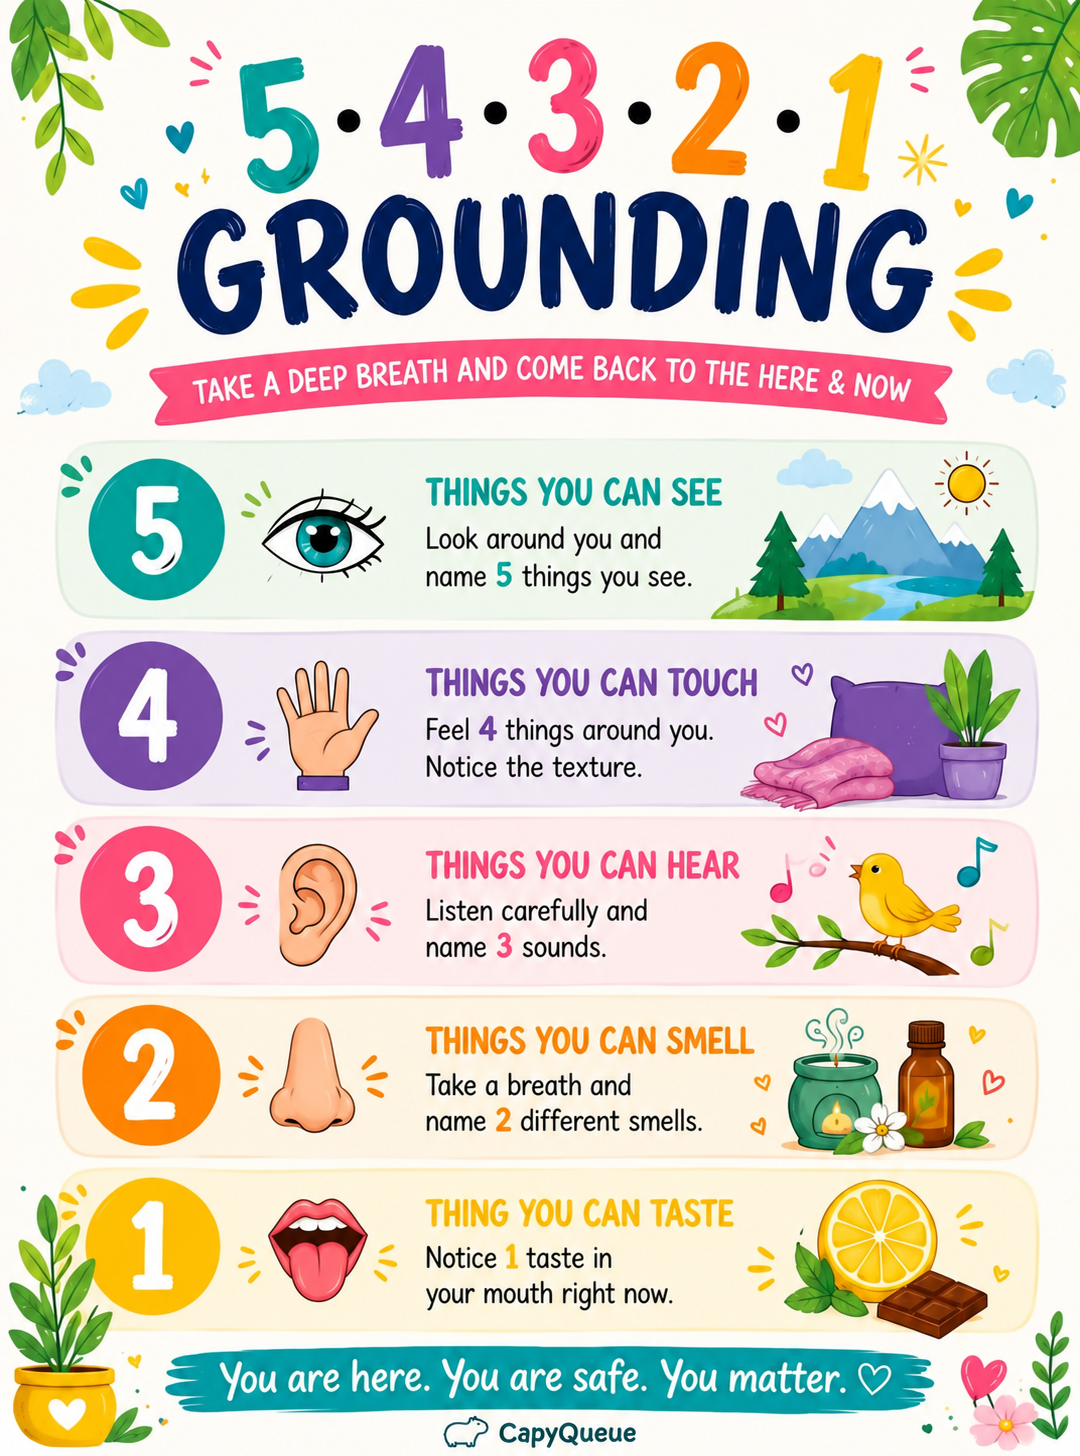 5•4•3•2•1
GROUNDING
TAKE A DEEP BREATH AND COME BACK TO THE HERE & NOW
5
THINGS YOU CAN SEE
Look around you and
name 5 things you see.
4
THINGS YOU CAN TOUCH
Feel 4 things around you.
Notice the texture.
3
THINGS YOU CAN HEAR
Listen carefully and
name 3 sounds.
2
THINGS YOU CAN SMELL
Take a breath and
name 2 different smells.
1
THING YOU CAN TASTE
Notice 1 taste in
your mouth right now.
You are here. You are safe. You matter. ♡
CapyQueue